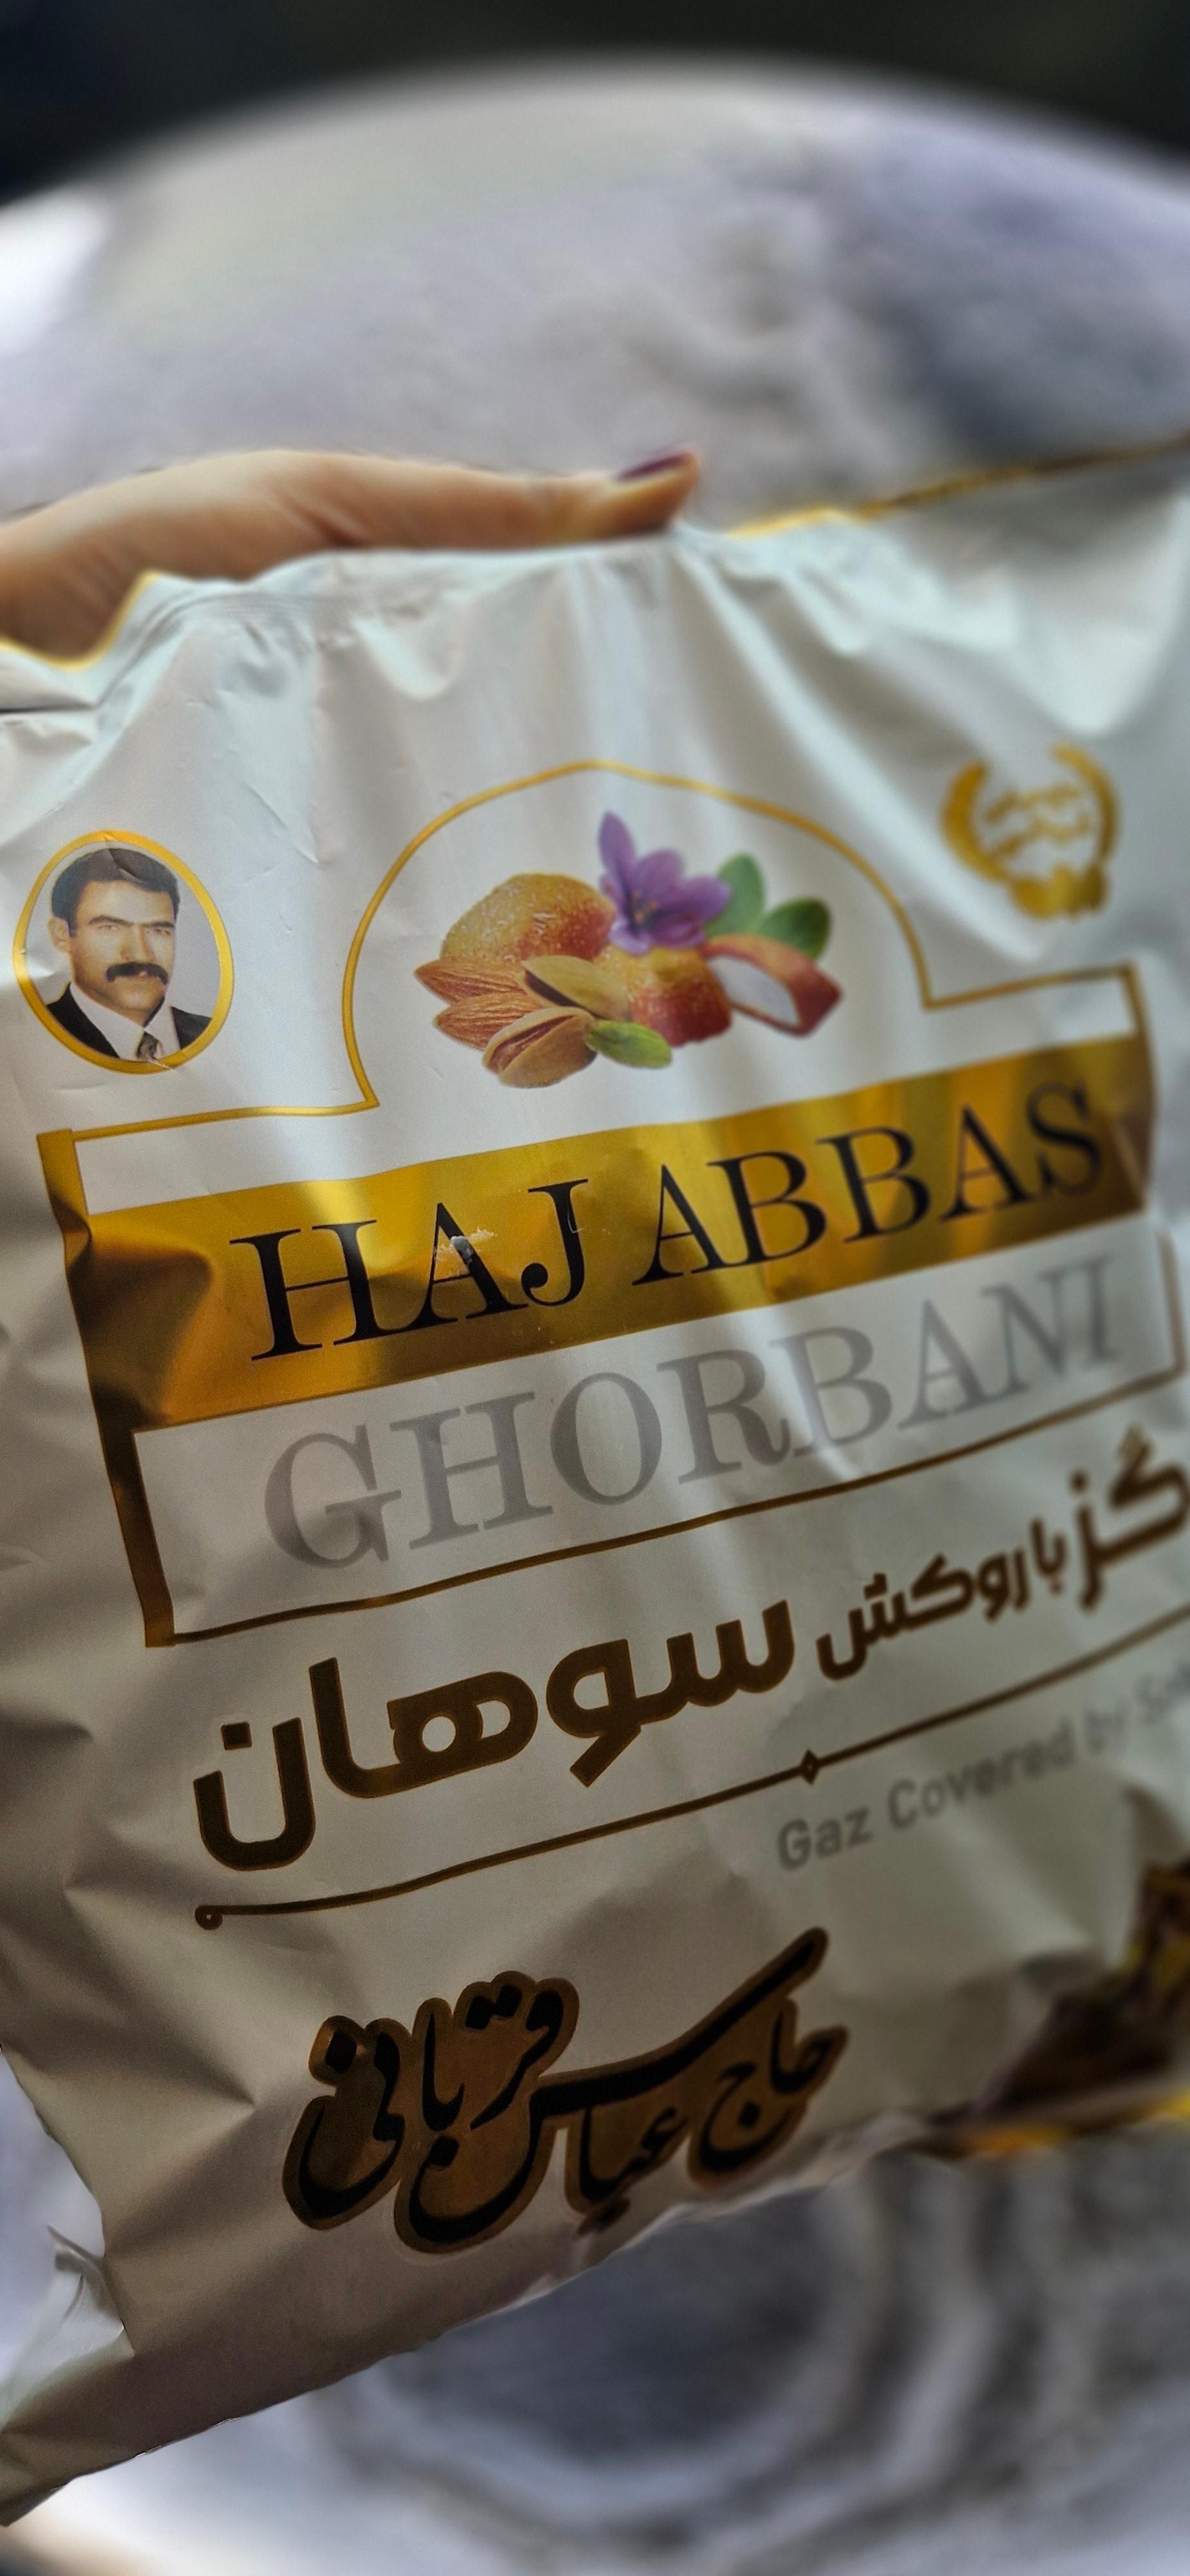 HAJ ABBAS
GHORBANI
گز با روکش سوهان
Gaz Covered by
حاج عباس قربانی